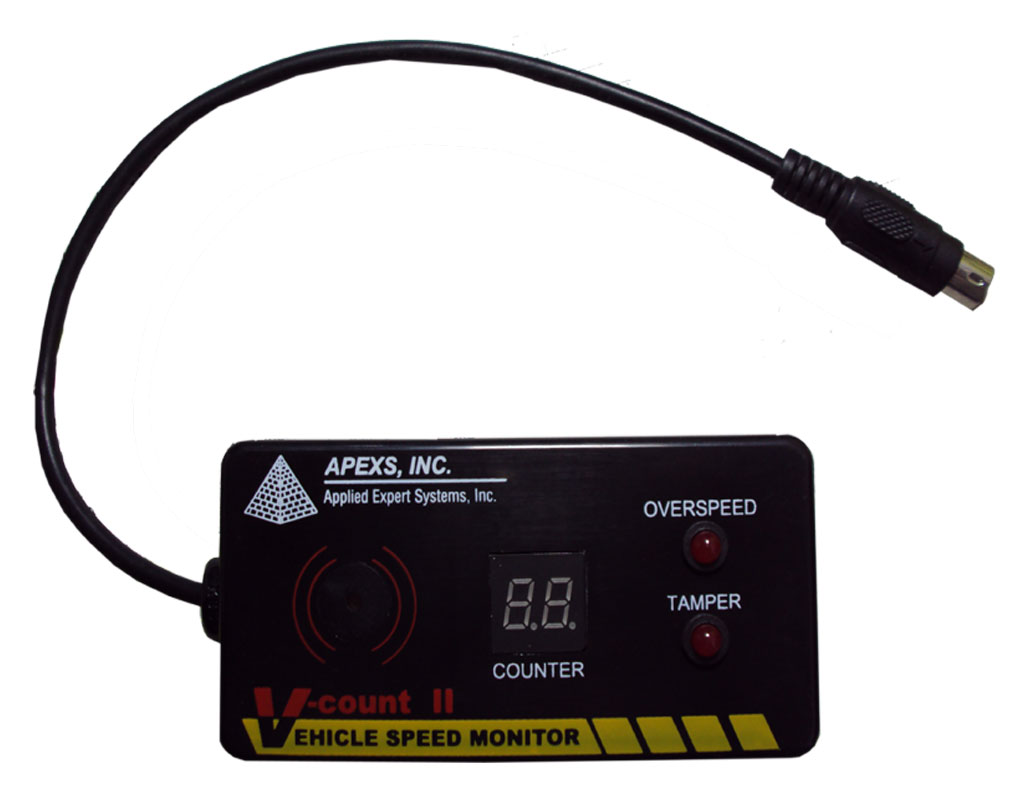 APEXS, INC.
Applied Expert Systems, Inc.
OVERSPEED
TAMPER
COUNTER
V-count II
VEHICLE SPEED MONITOR